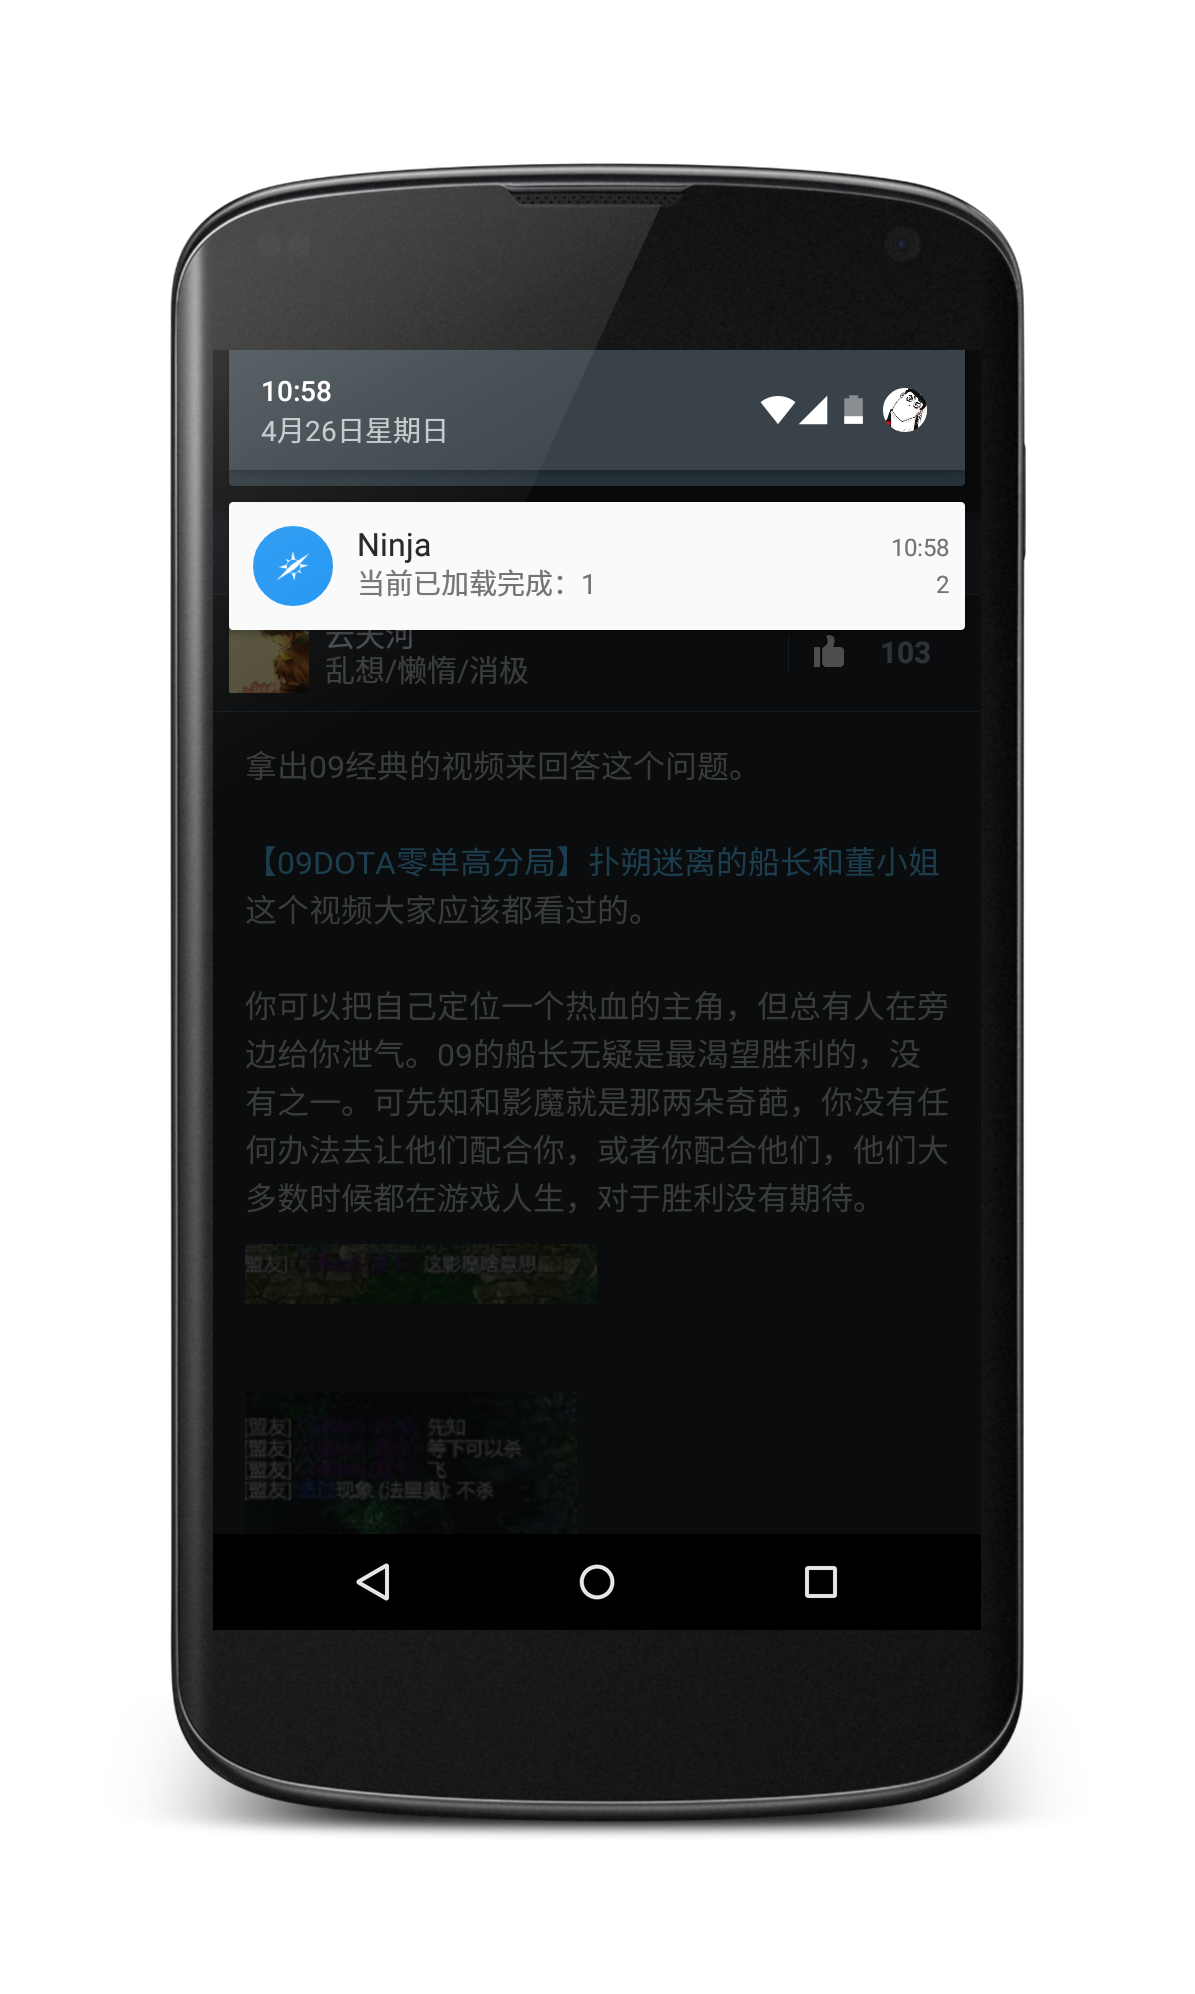 10:58
4月26日星期日
Ninja
10:58
当前已加载完成：1
2
云天河
乱想/懒惰/消极
103
拿出09经典的视频来回答这个问题。
【09DOTA零单高分局】扑朔迷离的船长和董小姐
这个视频大家应该都看过的。
你可以把自己定位一个热血的主角，但总有人在旁
边给你泄气。09的船长无疑是最渴望胜利的，没
有之一。可先知和影魔就是那两朵奇葩，你没有任
何办法去让他们配合你，或者你配合他们，他们大
多数时候都在游戏人生，对于胜利没有期待。
盟友] 这影魔啥意思
[盟友] 先知
[盟友] 等下可以杀
[盟友] 飞
[盟友] 现象 (法里奥): 不杀